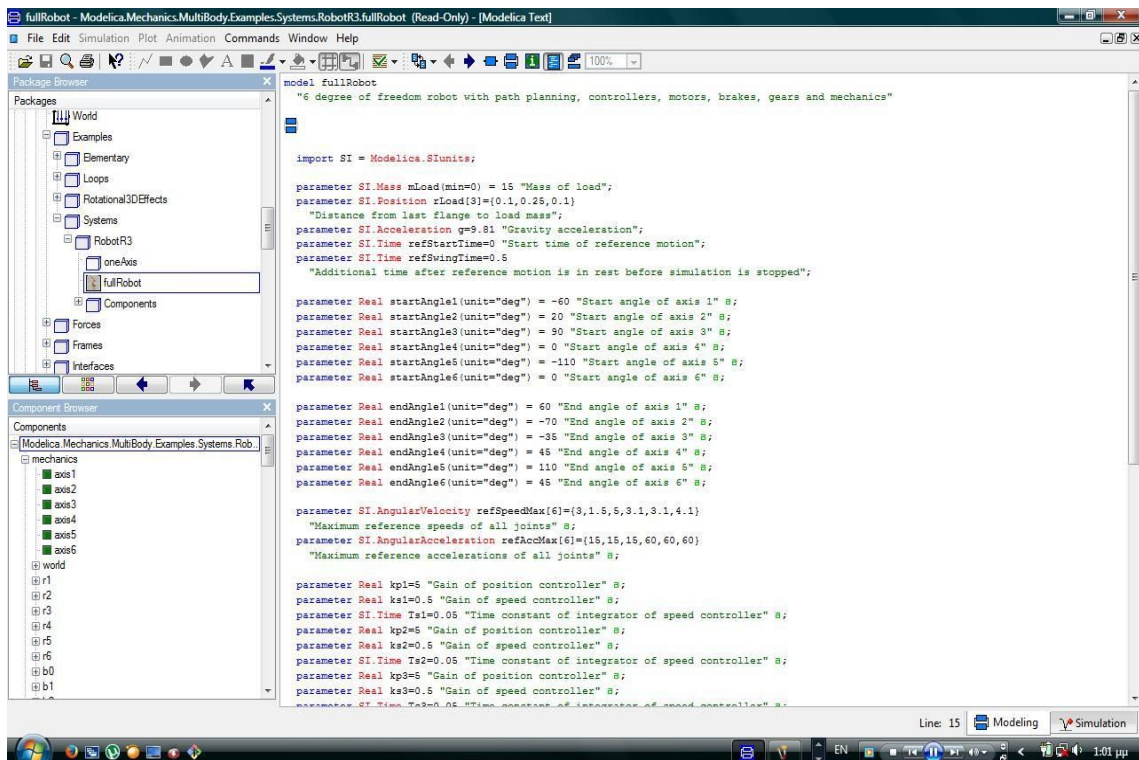 fullRobot - Modelica.Mechanics.MultiBody.Examples.Systems.RobotR3.fullRobot (Read-Only) - [Modelica Text]
File Edit Simulation Plot Animation Commands Window Help
A
100%
Package Browser
Packages
World
Examples
Elementary
Loops
Rotational3DEffects
Systems
RobotR3
oneAxis
fullRobot
Components
Forces
Frames
Interfaces
Component Browser
Components
Modelica.Mechanics.MultiBody.Examples.Systems.Rob...
mechanics
axis1
axis2
axis3
axis4
axis5
axis6
world
r1
r2
r3
r4
r5
r6
b0
b1
model fullRobot
"6 degree of freedom robot with path planning, controllers, motors, brakes, gears and mechanics"
import SI = Modelica.SIunits;
parameter SI.Mass mLoad(min=0) = 15 "Mass of load";
parameter SI.Position rLoad[3]={0.1,0.25,0.1}
"Distance from last flange to load mass";
parameter SI.Acceleration g=9.81 "Gravity acceleration";
parameter SI.Time refStartTime=0 "Start time of reference motion";
parameter SI.Time refSwingTime=0.5
"Additional time after reference motion is in rest before simulation is stopped";
parameter Real startAngle1(unit="deg") = -60 "Start angle of axis 1" a;
parameter Real startAngle2(unit="deg") = 20 "Start angle of axis 2" a;
parameter Real startAngle3(unit="deg") = 90 "Start angle of axis 3" a;
parameter Real startAngle4(unit="deg") = 0 "Start angle of axis 4" a;
parameter Real startAngle5(unit="deg") = -110 "Start angle of axis 5" a;
parameter Real startAngle6(unit="deg") = 0 "Start angle of axis 6" a;
parameter Real endAngle1(unit="deg") = 60 "End angle of axis 1" a;
parameter Real endAngle2(unit="deg") = -70 "End angle of axis 2" a;
parameter Real endAngle3(unit="deg") = -35 "End angle of axis 3" a;
parameter Real endAngle4(unit="deg") = 45 "End angle of axis 4" a;
parameter Real endAngle5(unit="deg") = 110 "End angle of axis 5" a;
parameter Real endAngle6(unit="deg") = 45 "End angle of axis 6" a;
parameter SI.AngularVelocity refSpeedMax[6]={3,1.5,5,3.1,3.1,4.1}
"Maximum reference speeds of all joints" a;
parameter SI.AngularAcceleration refAccMax[6]={15,15,15,60,60,60}
"Maximum reference accelerations of all joints" a;
parameter Real kp1=5 "Gain of position controller" a;
parameter Real ks1=0.5 "Gain of speed controller" a;
parameter SI.Time Ts1=0.05 "Time constant of integrator of speed controller" a;
parameter Real kp2=5 "Gain of position controller" a;
parameter Real ks2=0.5 "Gain of speed controller" a;
parameter SI.Time Ts2=0.05 "Time constant of integrator of speed controller" a;
parameter Real kp3=5 "Gain of position controller" a;
parameter Real ks3=0.5 "Gain of speed controller" a;
parameter SI.Time Ts3=0.05 "Time constant of integrator of speed controller" a;
Line: 15
Modeling
Simulation
EN
1:01 μμ